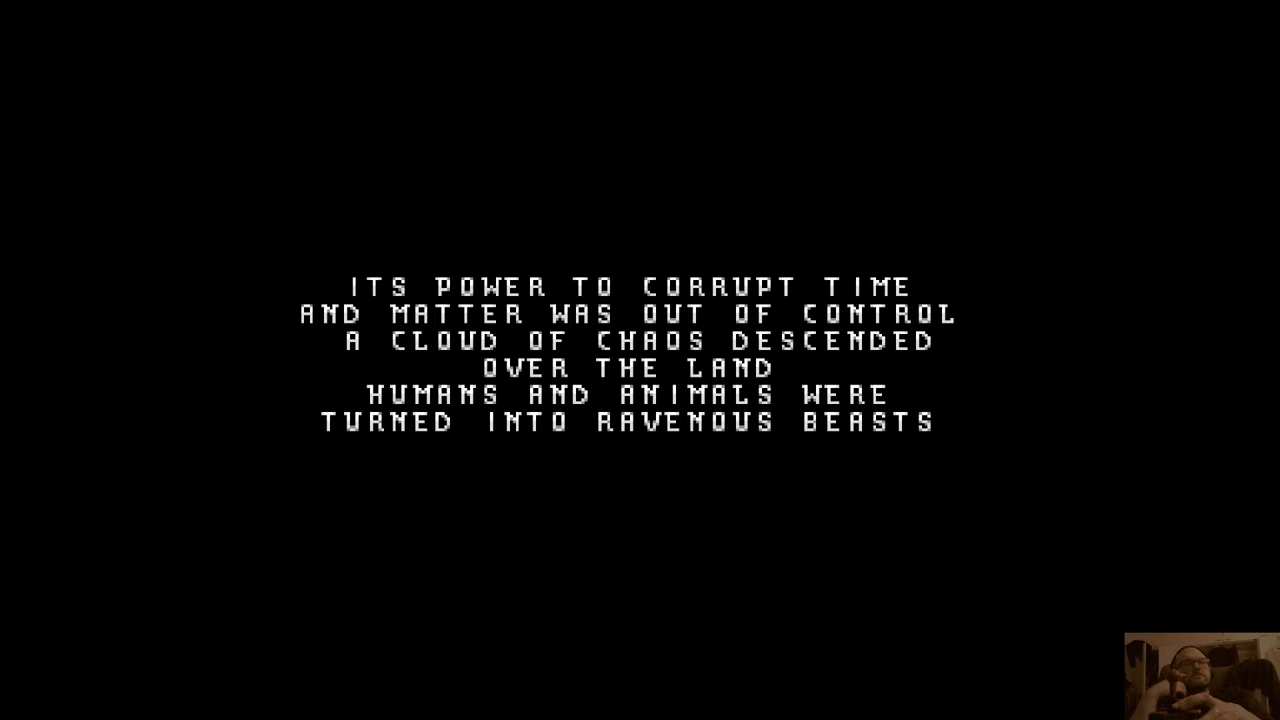 ITS POWER TO CORRUPT TIME
AND MATTER WAS OUT OF CONTROL
A CLOUD OF CHAOS DESCENDED
OVER THE LAND
HUMANS AND ANIMALS WERE
TURNED INTO RAVENOUS BEASTS